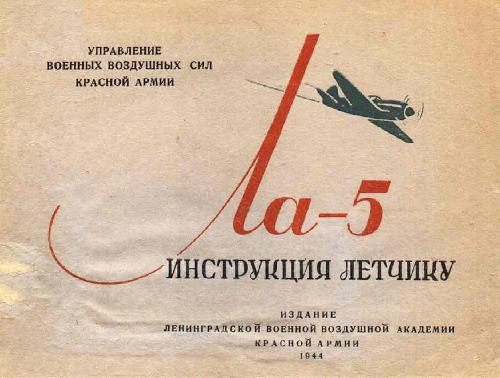 УПРАВЛЕНИЕ
ВОЕННЫХ ВОЗДУШНЫХ СИЛ
КРАСНОЙ АРМИИ
Ла-5
ИНСТРУКЦИЯ ЛЕТЧИКУ
ИЗДАНИЕ
ЛЕНИНГРАДСКОЙ ВОЕННОЙ ВОЗДУШНОЙ АКАДЕМИИ
КРАСНОЙ АРМИИ
1944